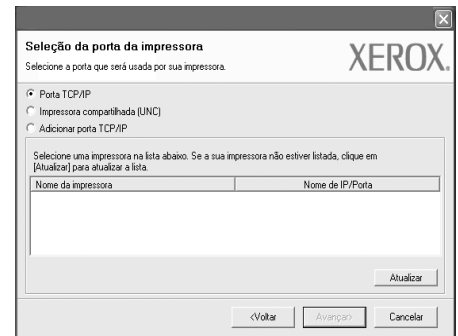 Seleção da porta da impressora
Selecione a porta que será usada por sua impressora.
XEROX.
Porta TCP/IP
Impressora compartilhada (UNC)
Adicionar porta TCP/IP
Selecione uma impressora na lista abaixo. Se a sua impressora não estiver listada, clique em
[Atualizar] para atualizar a lista.
Nome da impressora Nome de IP/Porta
Atualizar
<Voltar Avançar> Cancelar